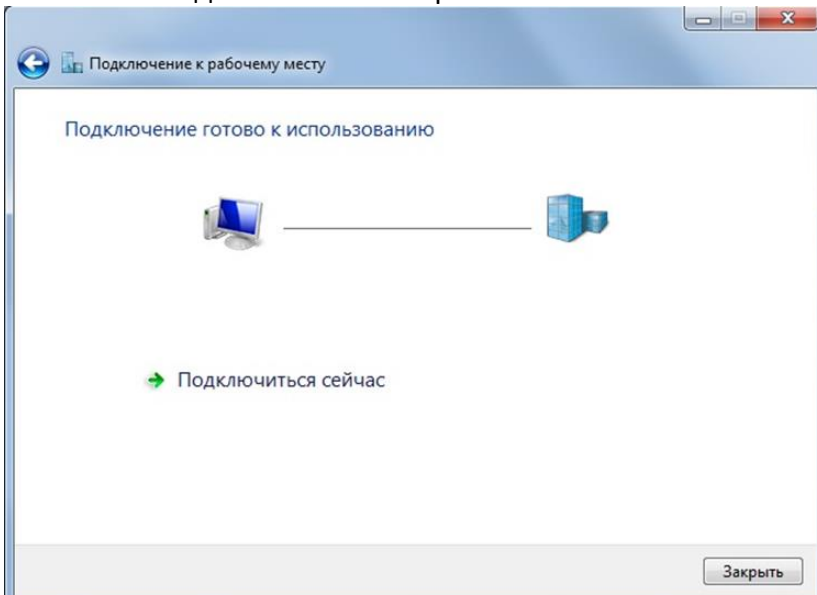 Подключение к рабочему месту
Подключение готово к использованию
Подключиться сейчас
Закрыть